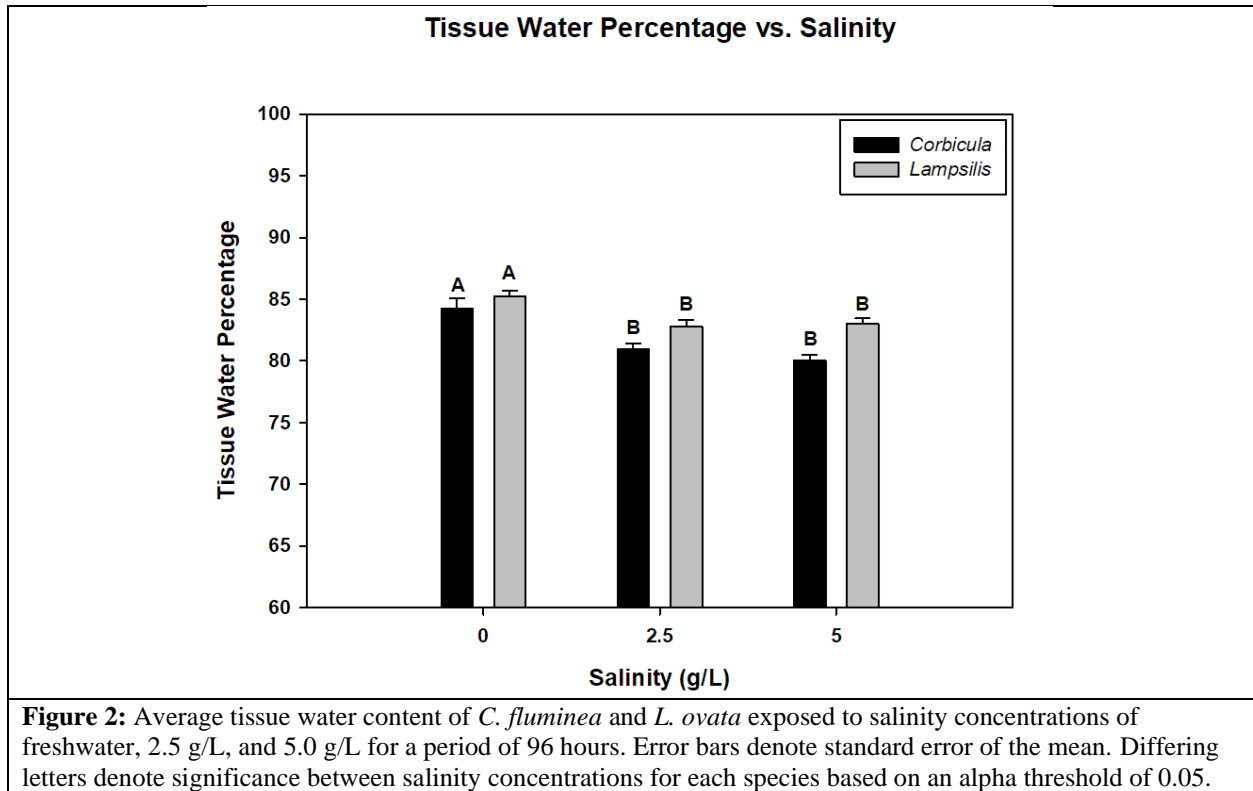 Tissue Water Percentage vs. Salinity
100
95
90
85
80
75
70
65
60
Tissue Water Percentage
Corbicula
Lampsilis
A
A
B
B
B
B
0
2.5
5
Salinity (g/L)
Figure 2: Average tissue water content of C. fluminea and L. ovata exposed to salinity concentrations of
freshwater, 2.5 g/L, and 5.0 g/L for a period of 96 hours. Error bars denote standard error of the mean. Differing
letters denote significance between salinity concentrations for each species based on an alpha threshold of 0.05.